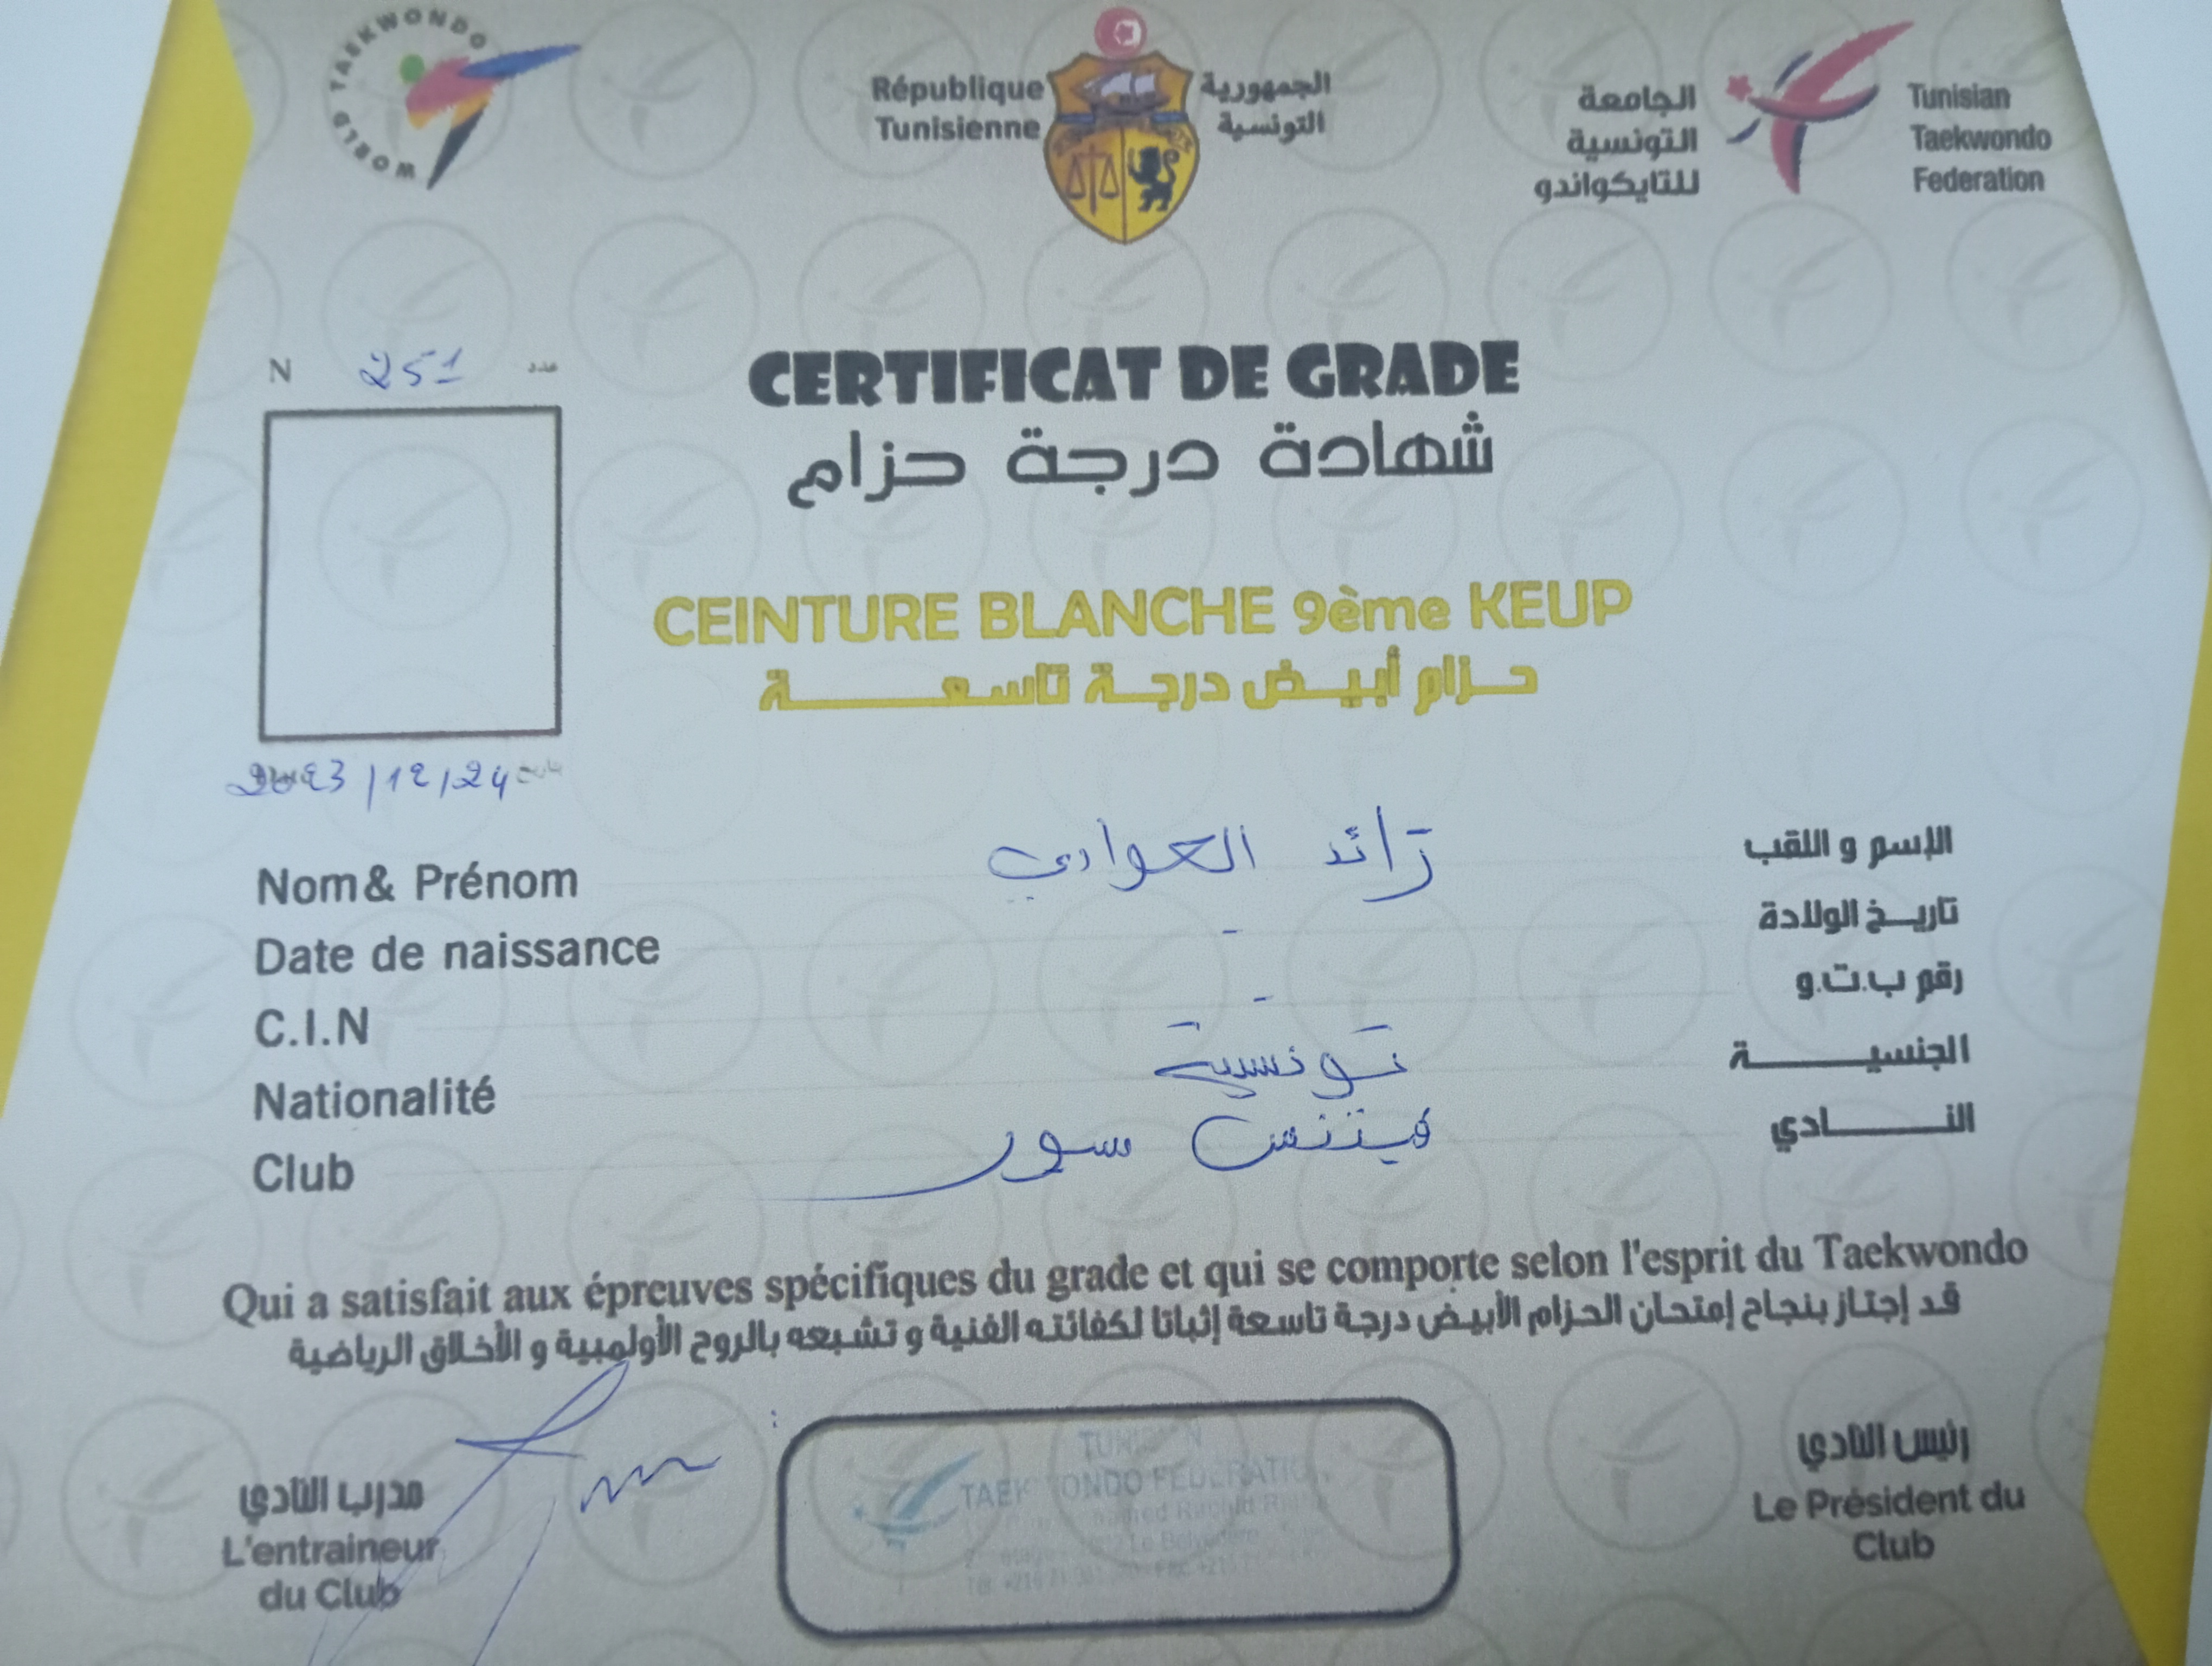 WORLD TAEKWONDO
République
Tunisienne
الجمهورية
التونسية
الجامعة
التونسية
للتايكواندو
Tunisian
Taekwondo
Federation
N 251 عدد
CERTIFICAT DE GRADE
شهادة درجة حزام
CEINTURE BLANCHE 9ème KEUP
حزام أبيض درجة تاسعة
2023/12/24
Nom& Prénom رائد العوادي الإسم و اللقب
Date de naissance - تاريخ الولادة
C.I.N - رقم ب.ت.و
Nationalité تونسية الجنسية
Club فيتنس سور النادي
Qui a satisfait aux épreuves spécifiques du grade et qui se comporte selon l'esprit du Taekwondo
قد إجتاز بنجاح إمتحان الحزام الأبيض درجة تاسعة إثباتا لكفائته الفنية و تشبعه بالروح الأولمبية و الأخلاق الرياضية
مدرب النادي
L'entraineur
du Club
TAEKWONDO FEDERATION
رئيس النادي
Le Président du
Club